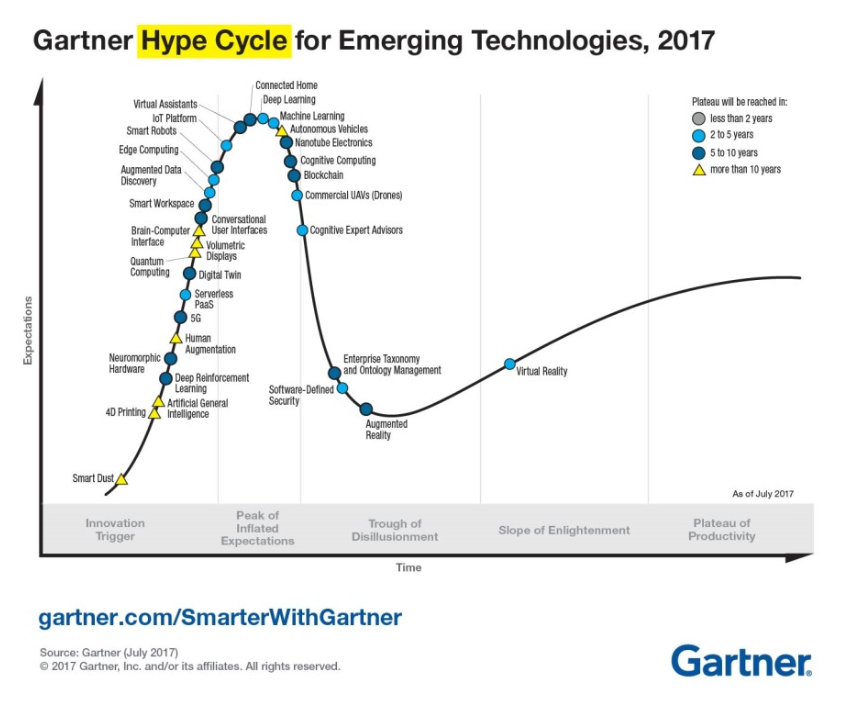 Gartner Hype Cycle for Emerging Technologies, 2017
Connected Home
Deep Learning
Virtual Assistants
Machine Learning
IoT Platform
Autonomous Vehicles
Smart Robots
Nanotube Electronics
Edge Computing
Cognitive Computing
Augmented Data
Discovery
Blockchain
Smart Workspace
Commercial UAVs (Drones)
Conversational
User Interfaces
Brain-Computer
Interface
Cognitive Expert Advisors
Volumetric
Displays
Quantum
Computing
Digital Twin
Serverless
PaaS
5G
Human
Augmentation
Neuromorphic
Hardware
Deep Reinforcement
Learning
Artificial General
Intelligence
4D Printing
Smart Dust
Enterprise Taxonomy
and Ontology Management
Software-Defined
Security
Augmented
Reality
Virtual Reality
Plateau will be reached in:
less than 2 years
2 to 5 years
5 to 10 years
more than 10 years
Expectations
As of July 2017
Innovation
Trigger
Peak of
Inflated
Expectations
Trough of
Disillusionment
Slope of Enlightenment
Plateau of
Productivity
Time
gartner.com/SmarterWithGartner
Source: Gartner (July 2017)
© 2017 Gartner, Inc. and/or its affiliates. All rights reserved.
Gartner®